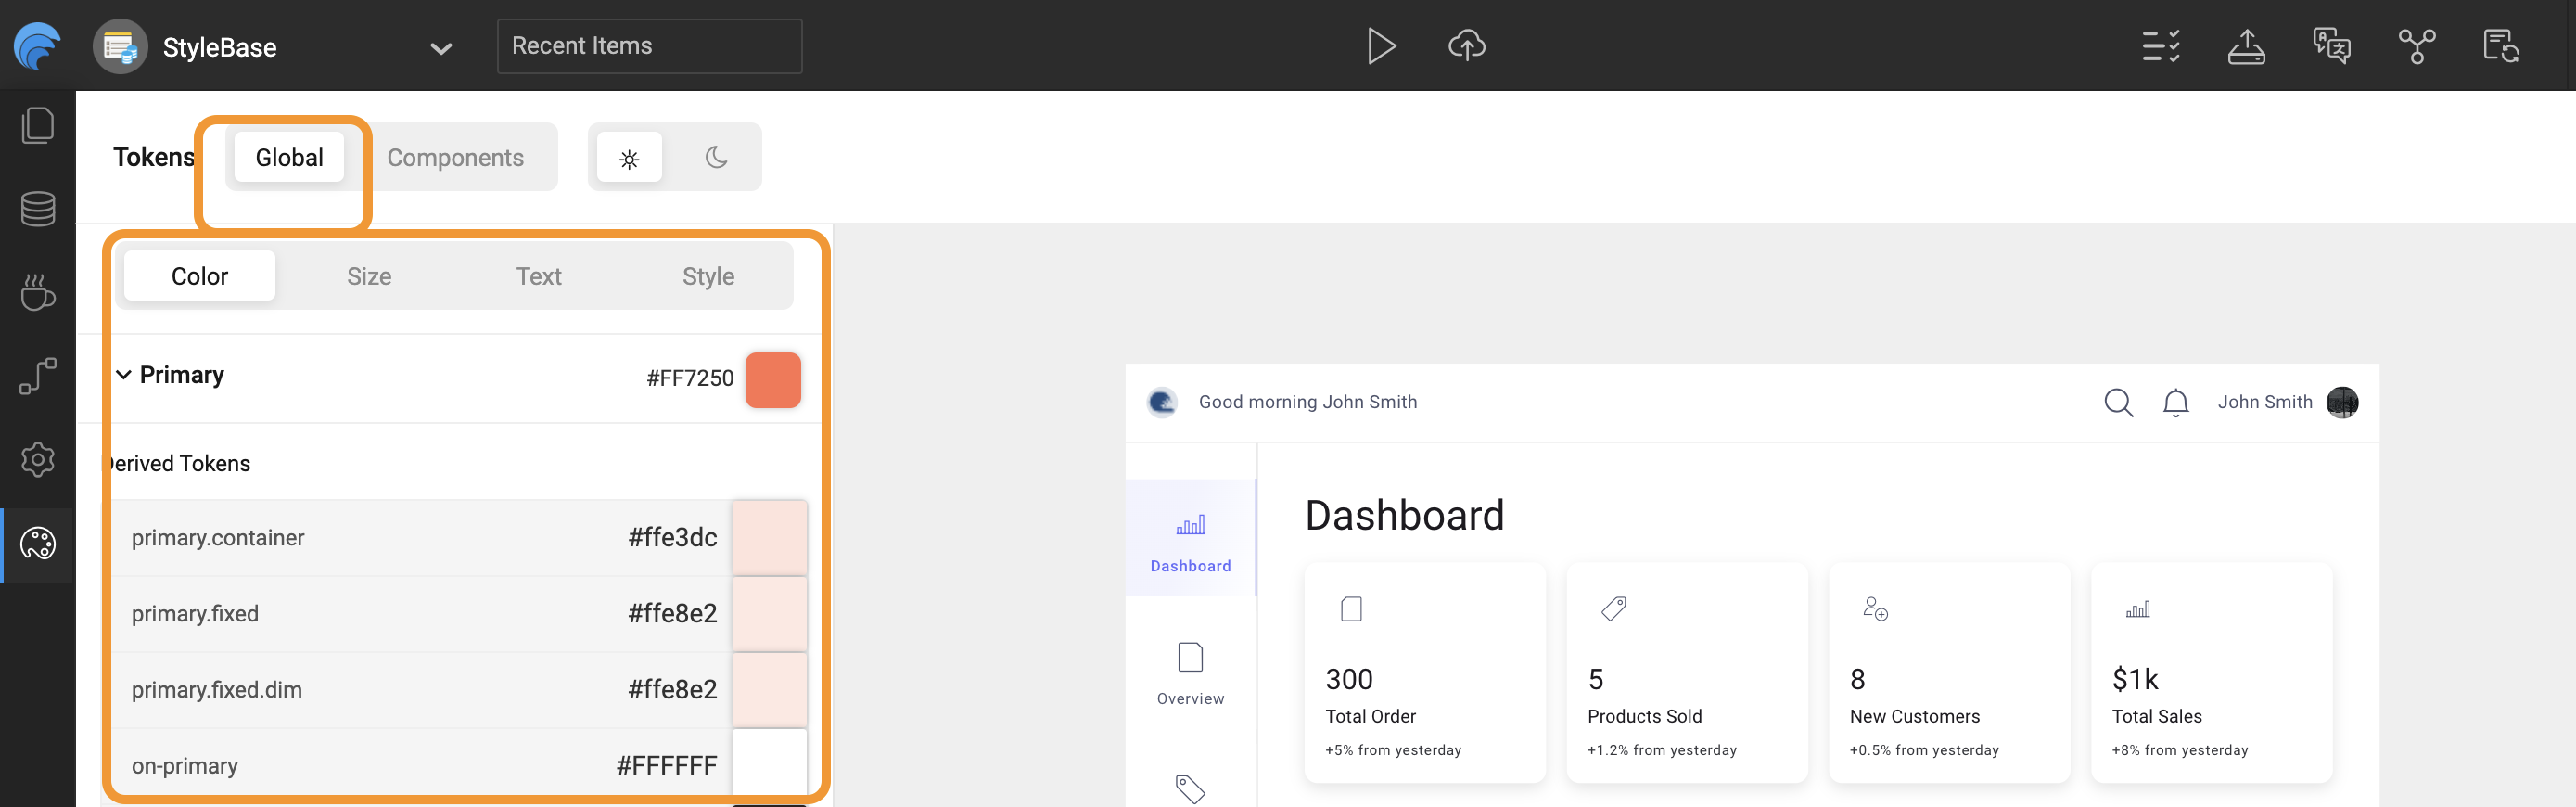 StyleBase
Recent Items
Tokens
Global
Components
Color
Size
Text
Style
Primary
#FF7250
Derived Tokens
primary.container
#ffe3dc
primary.fixed
#ffe8e2
primary.fixed.dim
#ffe8e2
on-primary
#FFFFFF
Good morning John Smith
John Smith
Dashboard
Overview
Dashboard
300
Total Order
+5% from yesterday
5
Products Sold
+1.2% from yesterday
8
New Customers
+0.5% from yesterday
$1k
Total Sales
+8% from yesterday